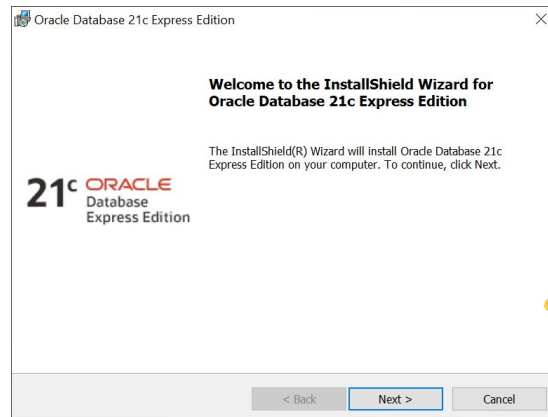 Oracle Database 21c Express Edition
Welcome to the InstallShield Wizard for
Oracle Database 21c Express Edition
The InstallShield(R) Wizard will install Oracle Database 21c
Express Edition on your computer. To continue, click Next.
21c ORACLE
Database
Express Edition
< Back Next > Cancel